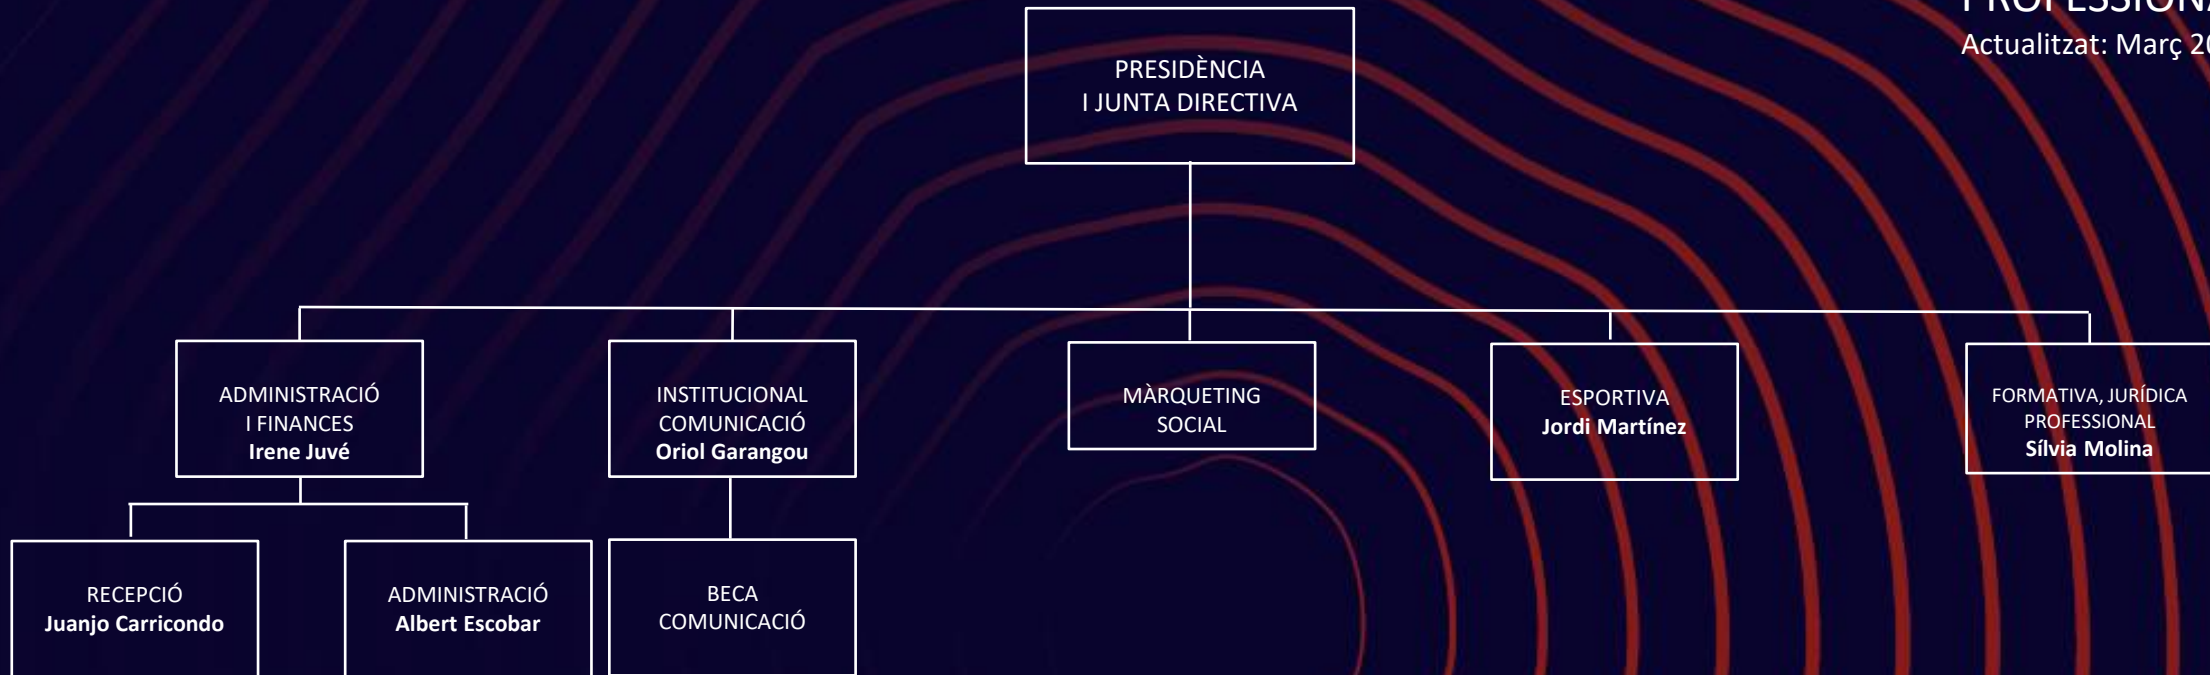 Actualitzat: Març
PRESIDÈNCIA
I JUNTA DIRECTIVA
ADMINISTRACIÓ
I FINANCES
Irene Juvé
INSTITUCIONAL
COMUNICACIÓ
Oriol Garangou
MÀRQUETING
SOCIAL
ESPORTIVA
Jordi Martínez
FORMATIVA, JURÍDICA
PROFESSIONAL
Sílvia Molina
RECEPCIÓ
Juanjo Carricondo
ADMINISTRACIÓ
Albert Escobar
BECA
COMUNICACIÓ